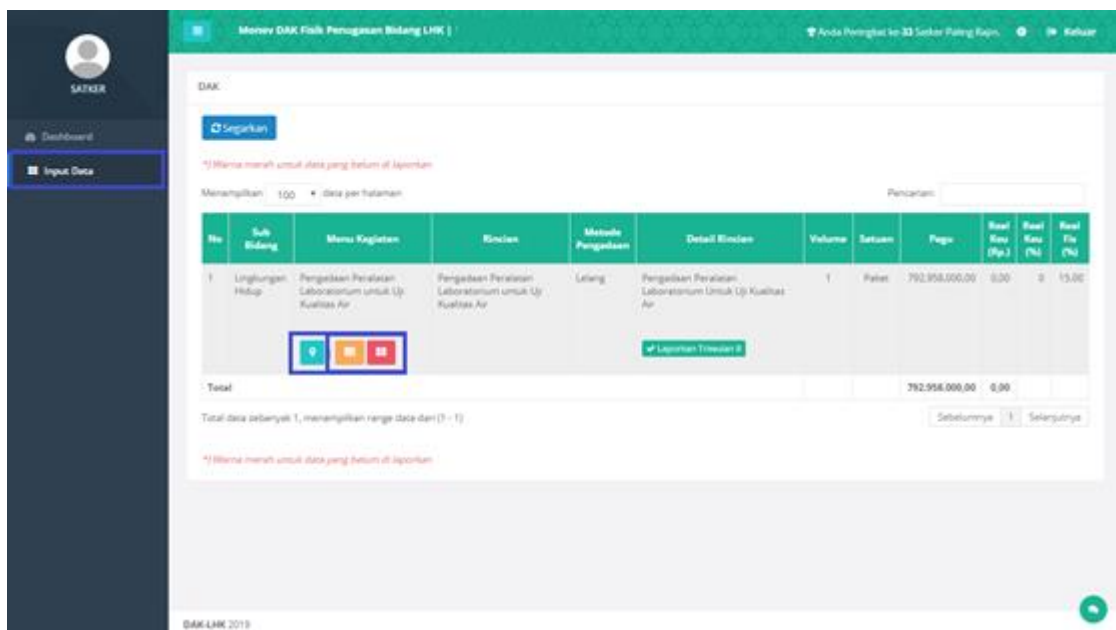 Monev DAK Fisik Penugasan Bidang LHK |
Anda Peringkat ke-33 Satker Paling Rajin.
Keluar
SATKER
Dashboard
Input Data
DAK
Segarkan
*) Warna merah untuk data yang belum di laporkan
Menampilkan 100 data per halaman
Pencarian:
No
Sub Bidang
Menu Kegiatan
Rincian
Metode Pengadaan
Detail Rincian
Volume
Satuan
Pagu
Real Keu (Rp.)
Real Keu (%)
Real Fis (%)
1
Lingkungan Hidup
Pengadaan Peralatan Laboratorium untuk Uji Kualitas Air
Pengadaan Peralatan Laboratorium untuk Uji Kualitas Air
Lelang
Pengadaan Peralatan Laboratorium Untuk Uji Kualitas Air
1
Paket
792.958.000,00
0,00
0
15.00
Laporkan Triwulan II
Total
792.958.000,00
0,00
Total data sebanyak 1, menampilkan range data dari (1 - 1)
Sebelumnya 1 Selanjutnya
*) Warna merah untuk data yang belum di laporkan
DAK-LHK 2019